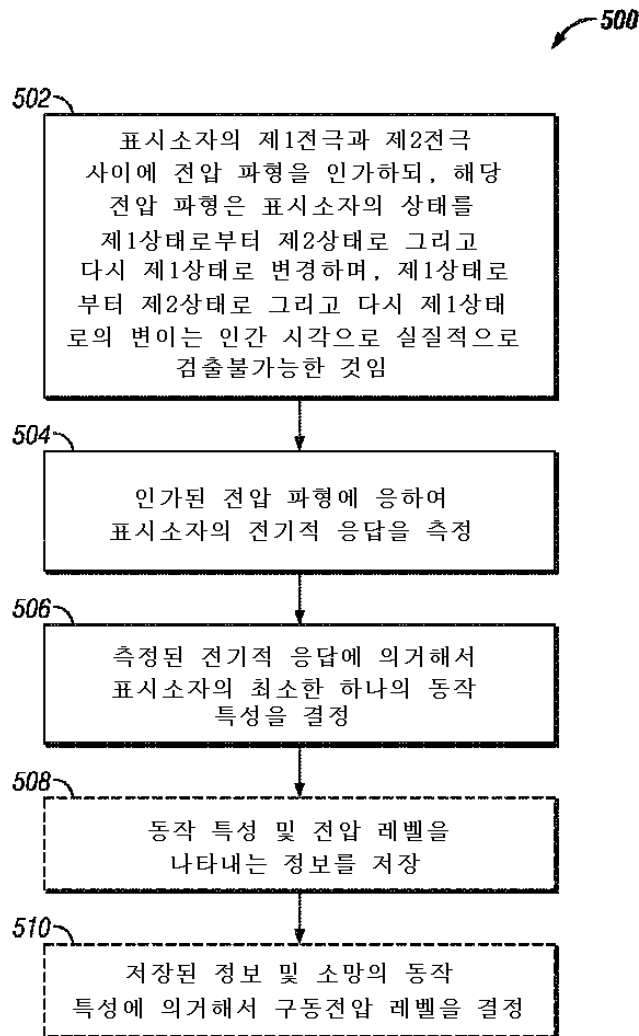 500
502
표시소자의 제1전극과 제2전극
사이에 전압 파형을 인가하되, 해당
전압 파형은 표시소자의 상태를
제1상태로부터 제2상태로 그리고
다시 제1상태로 변경하며, 제1상태로
부터 제2상태로 그리고 다시 제1상태
로의 변이는 인간 시각으로 실질적으로
검출불가능한 것임
504
인가된 전압 파형에 응하여
표시소자의 전기적 응답을 측정
506
측정된 전기적 응답에 의거해서
표시소자의 최소한 하나의 동작
특성을 결정
508
동작 특성 및 전압 레벨을
나타내는 정보를 저장
510
저장된 정보 및 소망의 동작
특성에 의거해서 구동전압 레벨을 결정